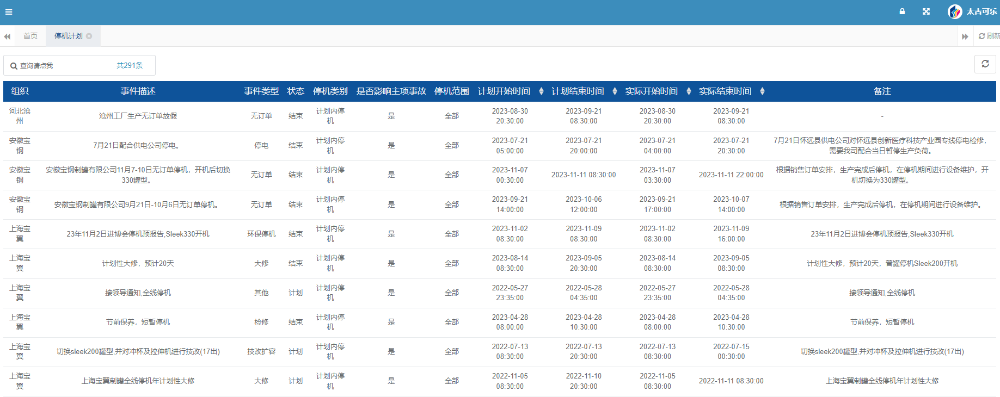 太古可乐
首页
停机计划
刷新
查询请点我 共291条
组织 事件描述 事件类型 状态 停机类别 是否影响主项事故 停机范围 计划开始时间 计划结束时间 实际开始时间 实际结束时间 备注
河北沧州 沧州工厂生产无订单放假 无订单 结束 计划内停机 是 全部 2023-08-30 20:30:00 2023-09-21 08:30:00 2023-08-30 20:30:00 2023-09-21 08:30:00 -
安徽宝钢 7月21日配合供电公司停电。 停电 结束 计划内停机 是 全部 2023-07-21 05:00:00 2023-07-21 20:00:00 2023-07-21 04:00:00 2023-07-21 20:30:00 7月21日怀远县供电公司对怀远县创新医疗科技产业园专线停电检修，需要我司配合当日暂停生产负荷。
安徽宝钢 安徽宝钢制罐有限公司11月7-10日无订单停机，开机后切换330罐型。 无订单 结束 计划内停机 是 全部 2023-11-07 00:30:00 2023-11-11 08:30:00 2023-11-07 03:30:00 2023-11-11 22:00:00 根据销售订单安排，生产完成后停机，在停机期间进行设备维护，开机切换为330罐型。
安徽宝钢 安徽宝钢制罐有限公司9月21日-10月6日无订单停机。 无订单 结束 计划内停机 是 全部 2023-09-21 14:00:00 2023-10-06 12:00:00 2023-09-21 17:00:00 2023-10-07 14:00:00 根据销售订单安排，生产完成后停机，在停机期间进行设备维护。
上海宝翼 23年11月2日进博会停机预报告,Sleek330开机 环保停机 结束 计划内停机 是 全部 2023-11-02 08:30:00 2023-11-09 08:30:00 2023-11-02 08:30:00 2023-11-09 16:00:00 23年11月2日进博会停机预报告,Sleek330开机
上海宝翼 计划性大修，预计20天 大修 结束 计划内停机 是 全部 2023-08-14 08:30:00 2023-09-05 20:30:00 2023-08-14 08:30:00 2023-09-05 08:30:00 计划性大修，预计20天，普罐停机Sleek200开机
上海宝翼 接领导通知,全线停机 其他 计划 计划内停机 是 全部 2022-05-27 23:35:00 2022-05-28 04:35:00 2022-05-27 23:35:00 2022-05-28 04:35:00 接领导通知,全线停机
上海宝翼 节前保养，短暂停机 检修 结束 计划内停机 是 全部 2023-04-28 08:00:00 2023-04-28 10:30:00 2023-04-28 08:00:00 2023-04-28 10:30:00 节前保养，短暂停机
上海宝翼 切换sleek200罐型,并对冲杯及拉伸机进行技改(17出) 技改扩容 计划 计划内停机 是 全部 2022-07-13 08:30:00 2022-07-13 20:30:00 2022-07-13 08:30:00 2022-07-15 00:30:00 切换sleek200罐型,并对冲杯及拉伸机进行技改(17出)
上海宝翼 上海宝翼制罐全线停机年计划性大修 大修 计划 计划内停机 是 全部 2022-11-05 08:30:00 2022-11-10 20:30:00 2022-11-05 08:30:00 2022-11-11 08:30:00 上海宝翼制罐全线停机年计划性大修